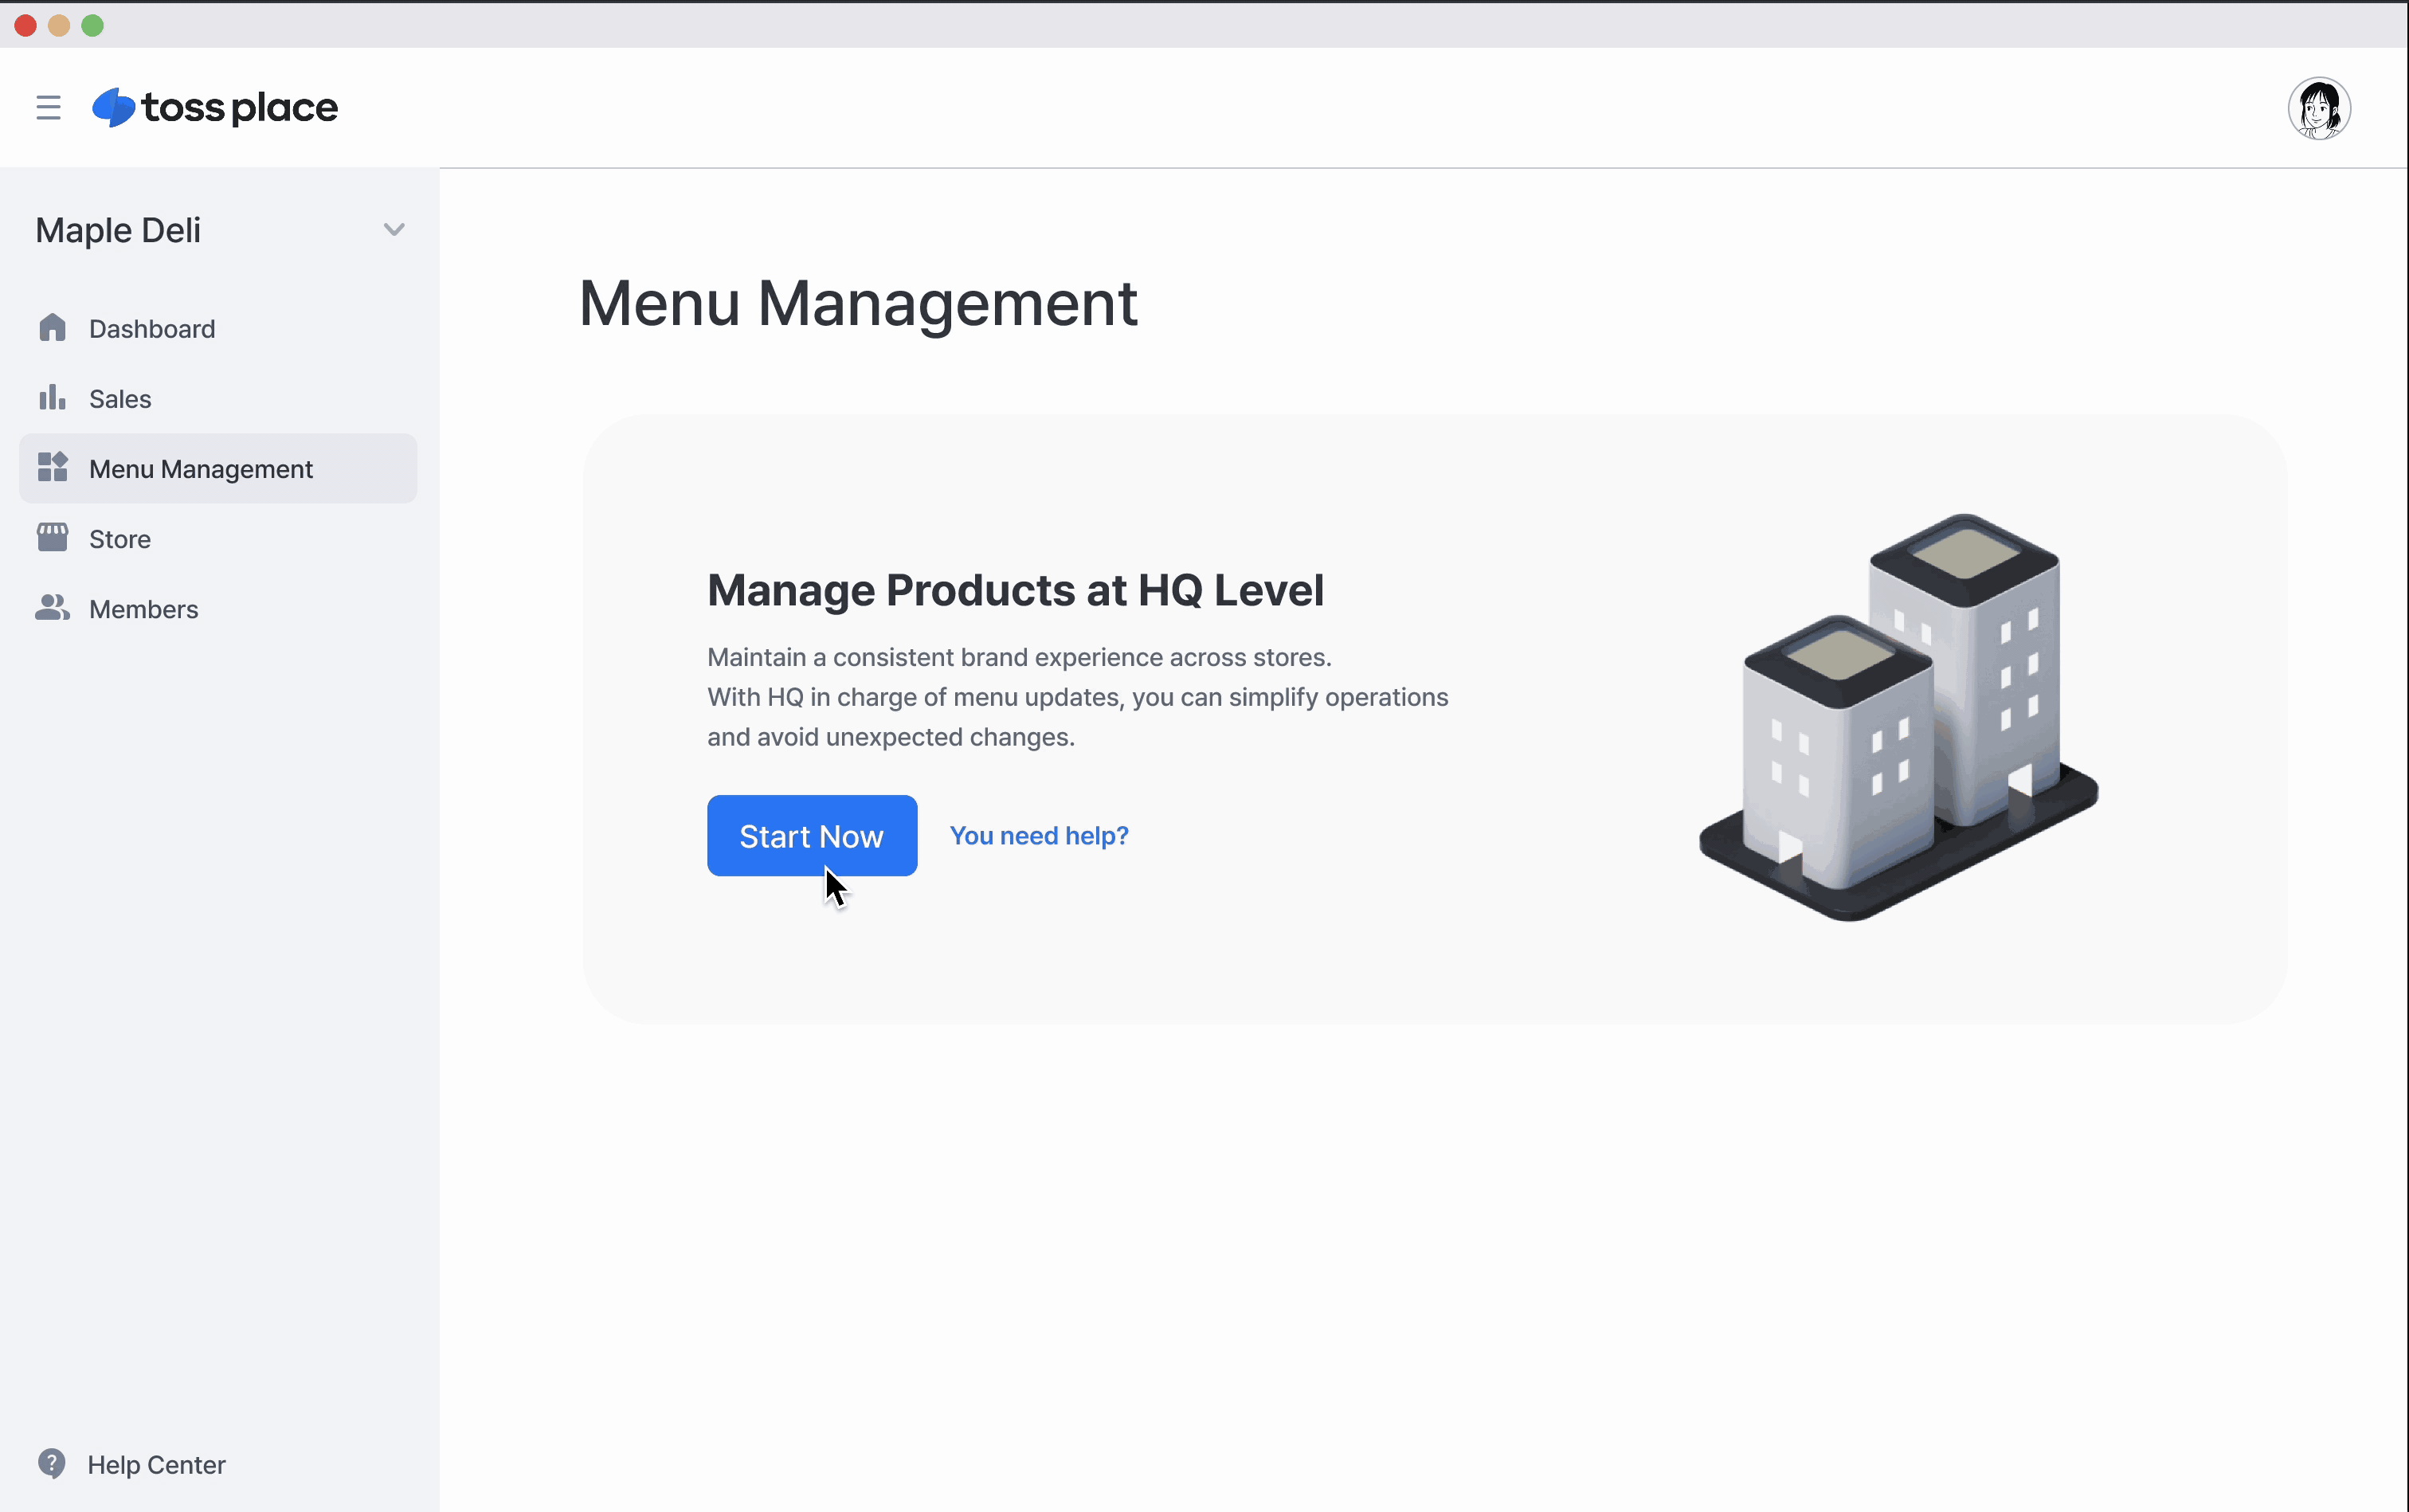 toss place
Maple Deli
Dashboard
Sales
Menu Management
Store
Members
Help Center
Menu Management
Manage Products at HQ Level
Maintain a consistent brand experience across stores.
With HQ in charge of menu updates, you can simplify operations
and avoid unexpected changes.
Start Now
You need help?